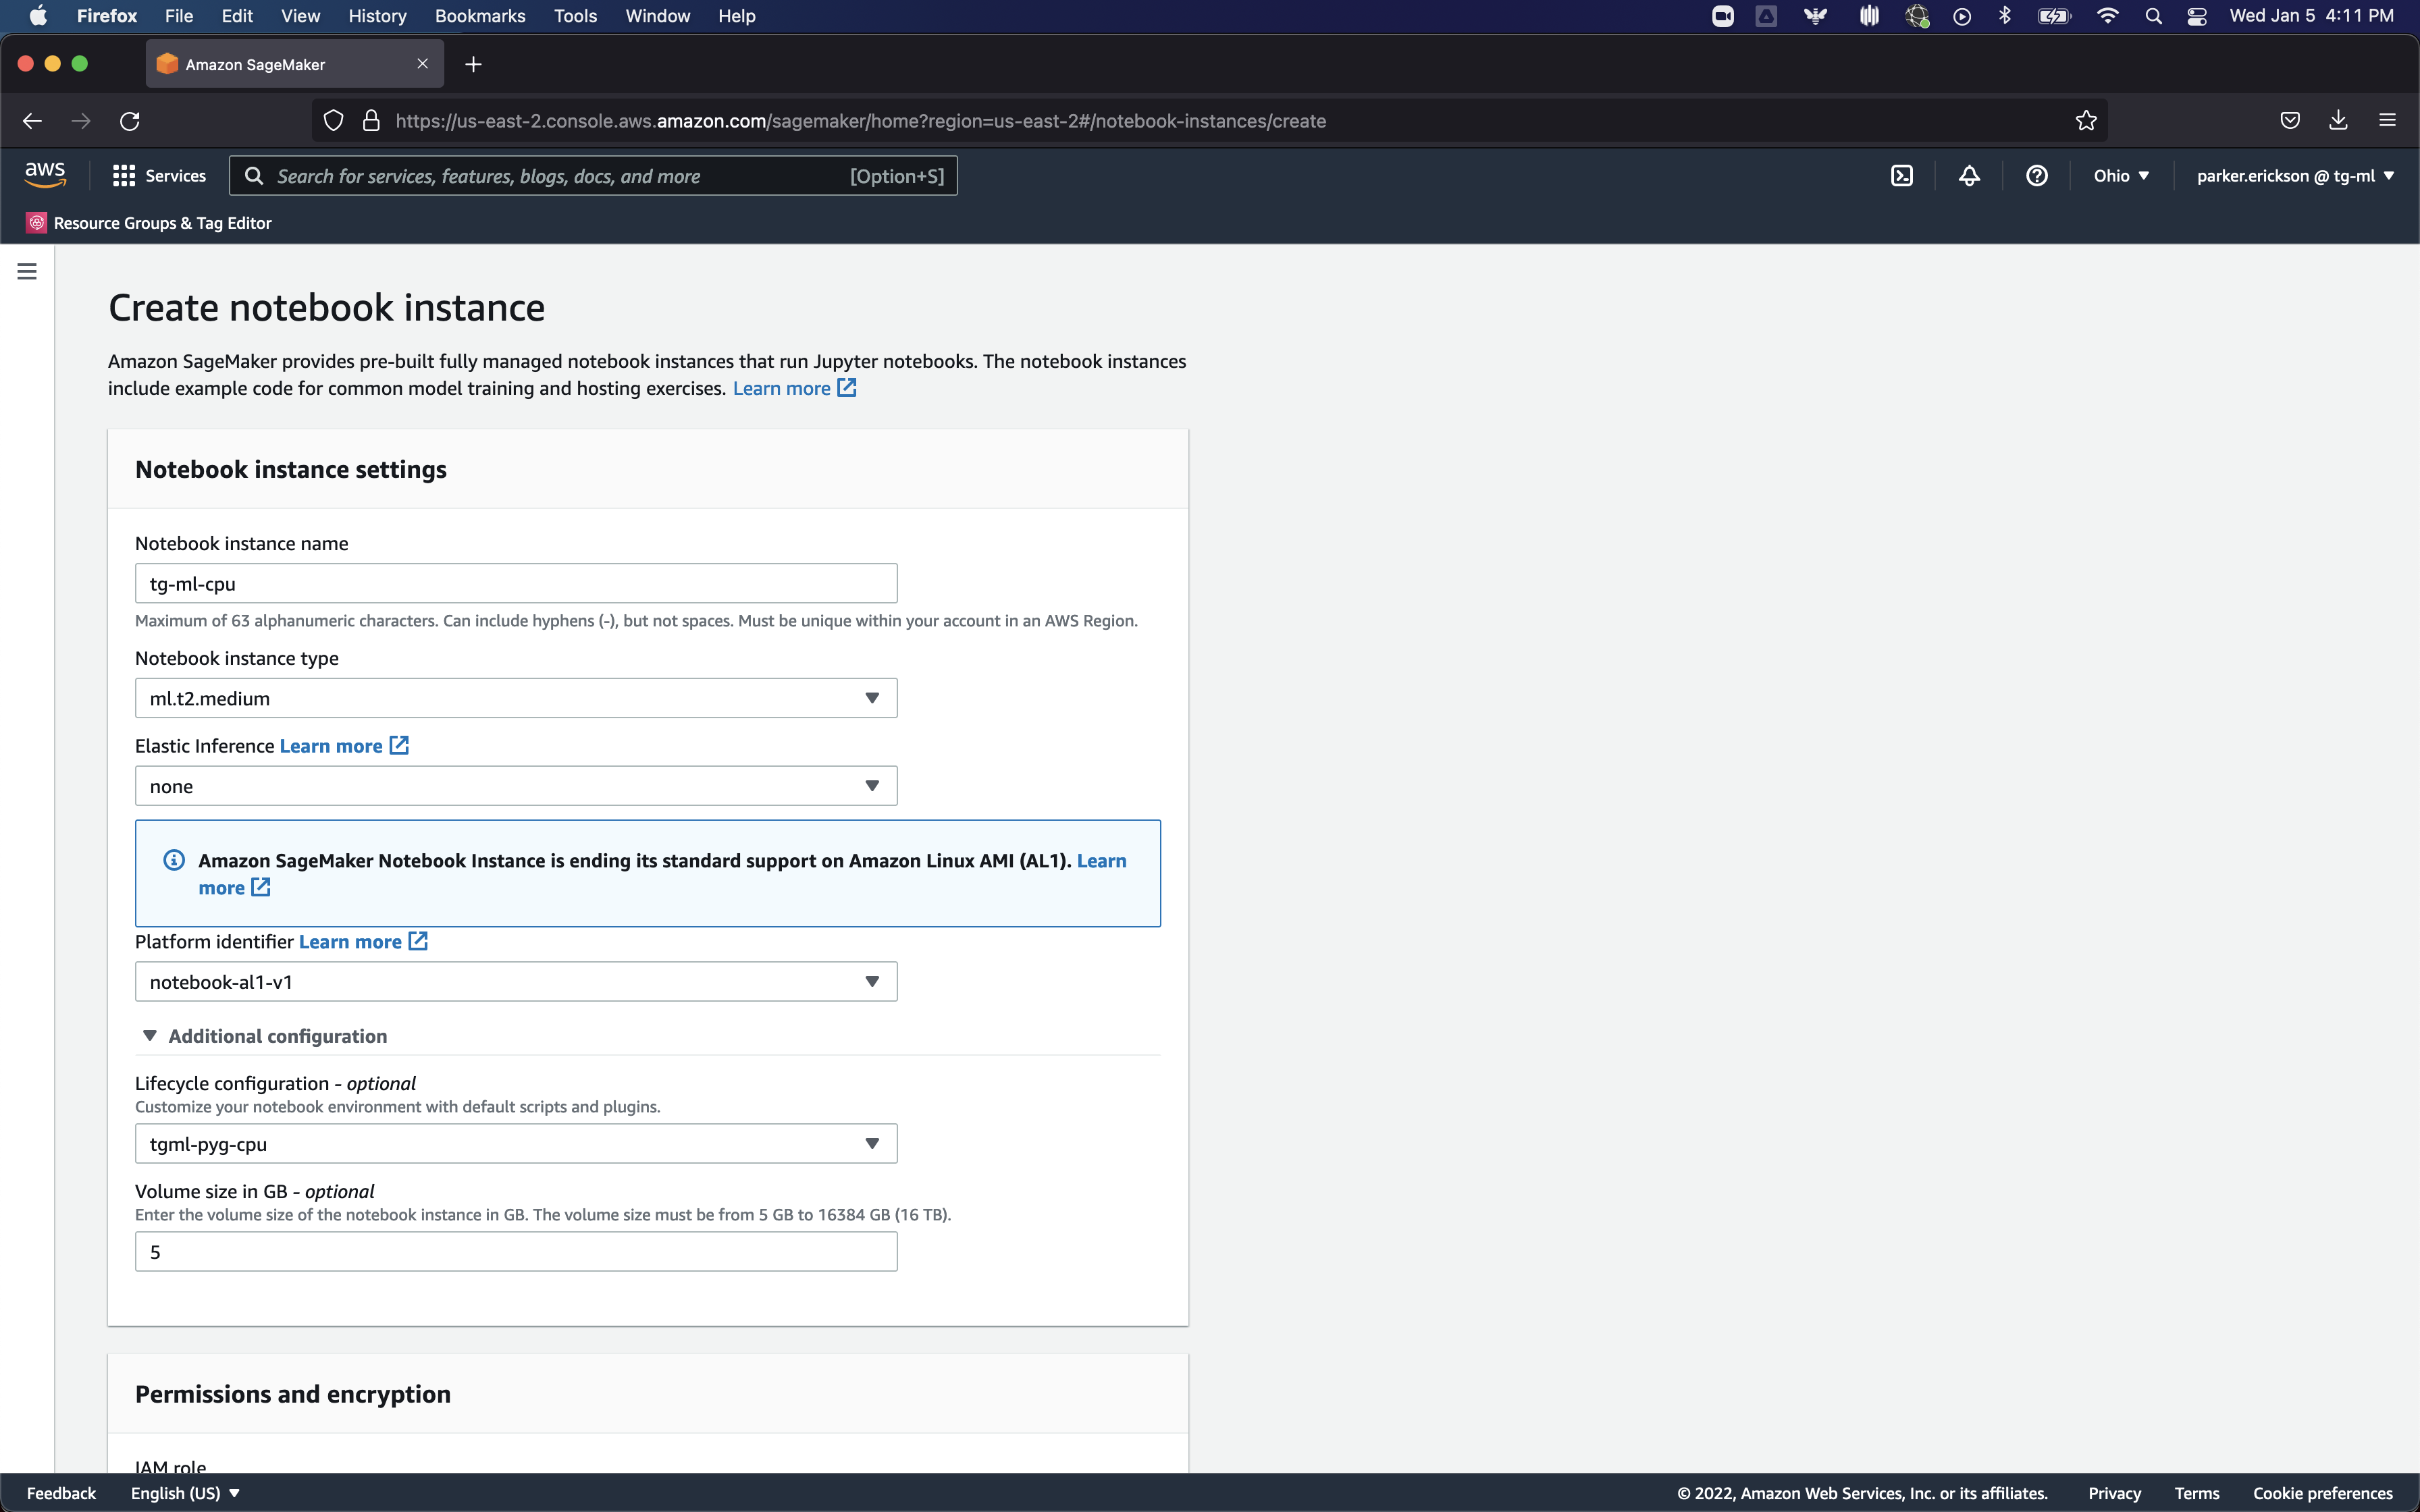 Firefox File Edit View History Bookmarks Tools Window Help Wed Jan 5 4:11 PM
Amazon SageMaker
https://us-east-2.console.aws.amazon.com/sagemaker/home?region=us-east-2#/notebook-instances/create
aws Services Search for services, features, blogs, docs, and more [Option+S] Ohio parker.erickson @ tg-ml
Resource Groups & Tag Editor
Create notebook instance
Amazon SageMaker provides pre-built fully managed notebook instances that run Jupyter notebooks. The notebook instances
include example code for common model training and hosting exercises. Learn more
Notebook instance settings
Notebook instance name
tg-ml-cpu
Maximum of 63 alphanumeric characters. Can include hyphens (-), but not spaces. Must be unique within your account in an AWS Region.
Notebook instance type
ml.t2.medium
Elastic Inference Learn more
none
Amazon SageMaker Notebook Instance is ending its standard support on Amazon Linux AMI (AL1). Learn
more
Platform identifier Learn more
notebook-al1-v1
Additional configuration
Lifecycle configuration - optional
Customize your notebook environment with default scripts and plugins.
tgml-pyg-cpu
Volume size in GB - optional
Enter the volume size of the notebook instance in GB. The volume size must be from 5 GB to 16384 GB (16 TB).
5
Permissions and encryption
IAM role
Feedback English (US) © 2022, Amazon Web Services, Inc. or its affiliates. Privacy Terms Cookie preferences